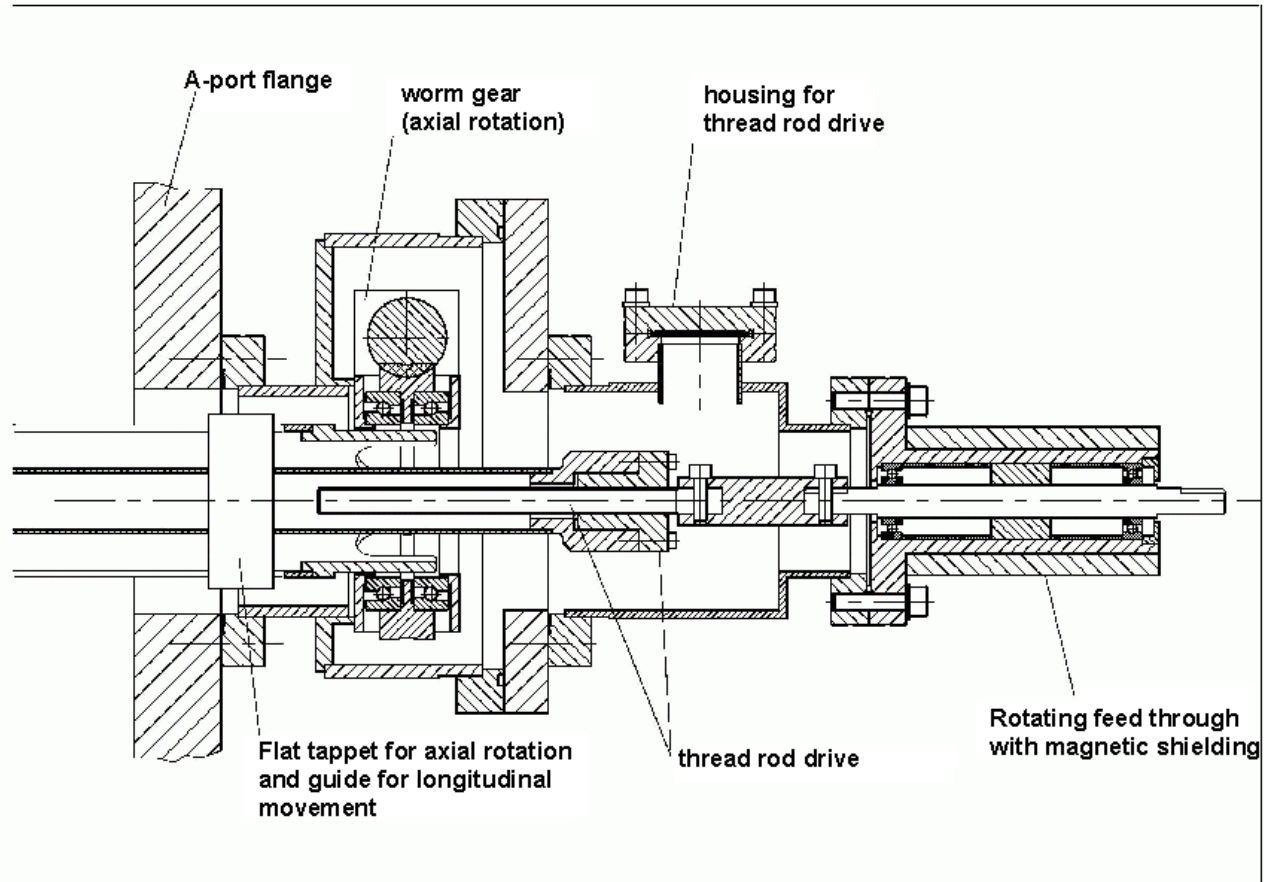 A-port flange
worm gear
(axial rotation)
housing for
thread rod drive
Flat tappet for axial rotation
and guide for longitudinal
movement
thread rod drive
Rotating feed through
with magnetic shielding